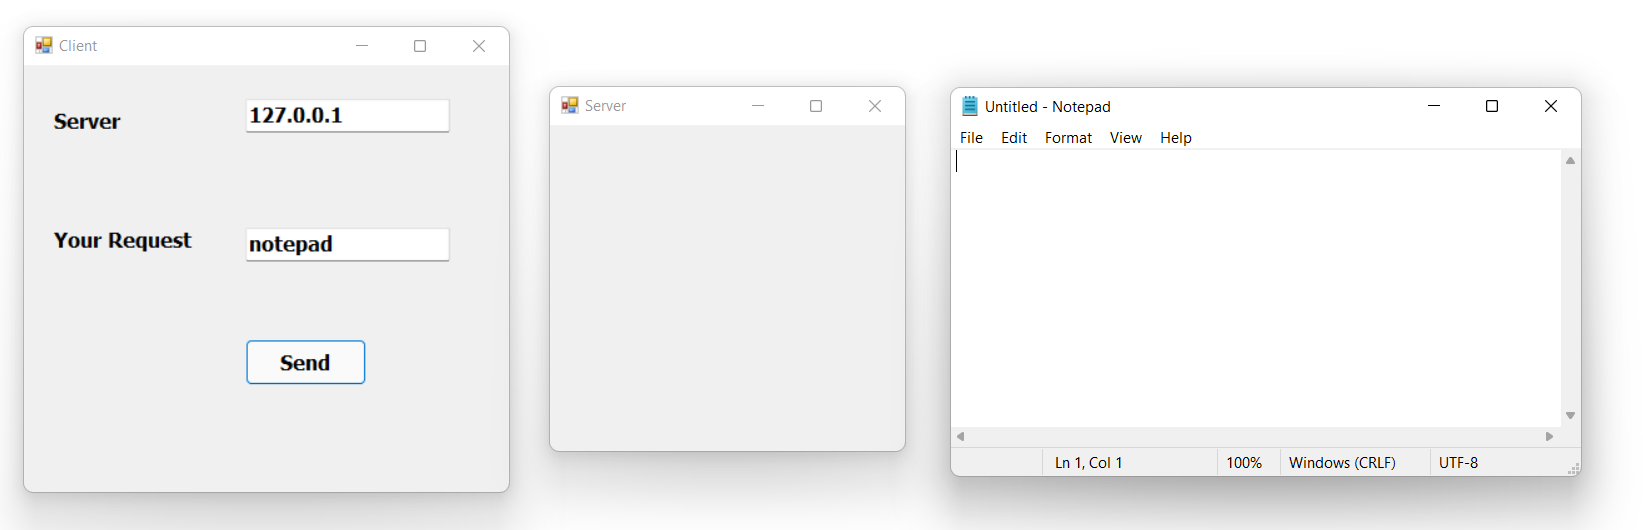 Client
Server 127.0.0.1
Your Request notepad
Send
Server
Untitled - Notepad
File Edit Format View Help
Ln 1, Col 1 100% Windows (CRLF) UTF-8